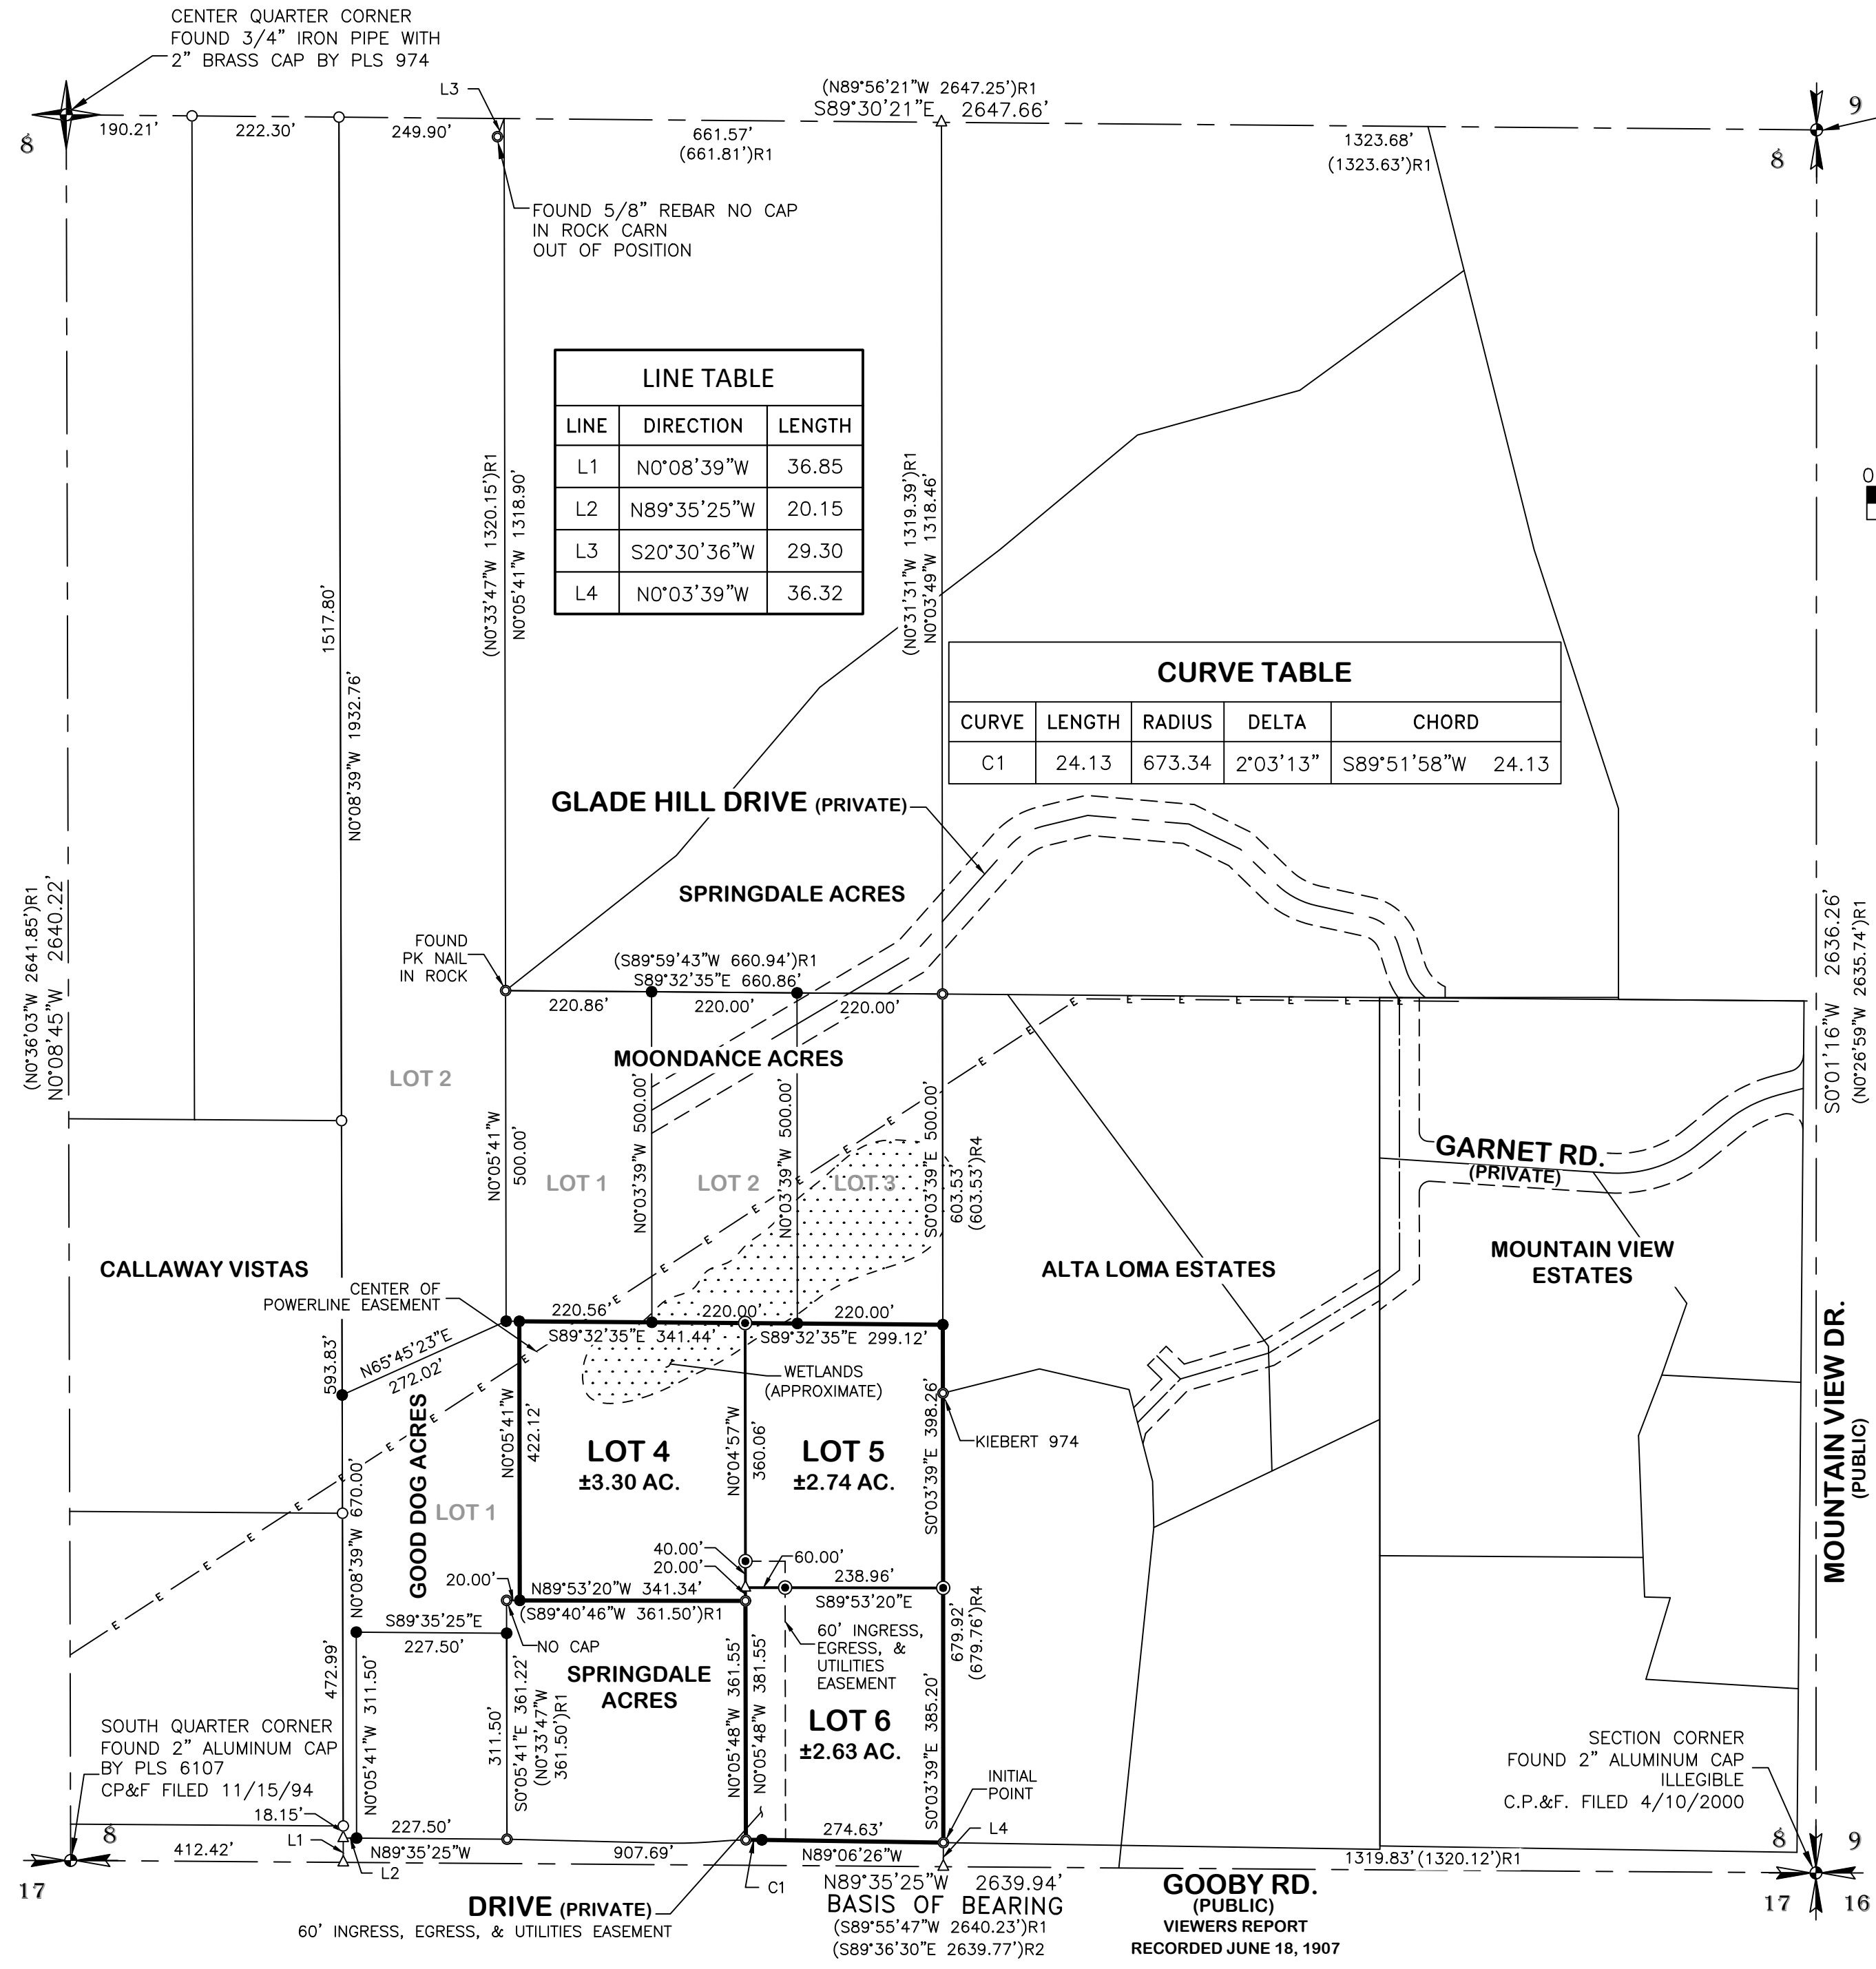 CENTER QUARTER CORNER
FOUND 3/4" IRON PIPE WITH
2" BRASS CAP BY PLS 974
L3
(N89°56'21"W 2647.25')R1
S89°30'21"E 2647.66'
9
8
190.21'
222.30'
249.90'
661.57'
(661.81')R1
1323.68'
(1323.63')R1
8
FOUND 5/8" REBAR NO CAP
IN ROCK CARN
OUT OF POSITION
LINE TABLE
LINE DIRECTION LENGTH
L1 N0°08'39"W 36.85
L2 N89°35'25"W 20.15
L3 S20°30'36"W 29.30
L4 N0°03'39"W 36.32
0
(N0°33'47"W 1320.15')R1
N0°05'41"W 1318.90'
(N0°31'31"W 1319.39')R1
N0°03'49"W 1318.46'
1517.80'
N0°08'39"W 1932.76'
CURVE TABLE
CURVE LENGTH RADIUS DELTA CHORD
C1 24.13 673.34 2°03'13" S89°51'58"W 24.13
GLADE HILL DRIVE (PRIVATE)
SPRINGDALE ACRES
(N0°36'03"W 2641.85')R1
N0°08'45"W 2640.22'
S0°01'16"W 2636.26'
(N0°26'59"W 2635.74')R1
FOUND
PK NAIL
IN ROCK
(S89°59'43"W 660.94')R1
S89°32'35"E 660.86'
220.86'
220.00'
220.00'
MOONDANCE ACRES
LOT 2
N0°05'41"W
500.00'
LOT 1
N0°03'39"W 500.00'
LOT 2
N0°03'39"W 500.00'
LOT 3
S0°03'39"E 500.00'
603.53'
(603.53')R4
E E E E E E
E E E E E E E E
E E E E E E E E
GARNET RD.
(PRIVATE)
CALLAWAY VISTAS
ALTA LOMA ESTATES
MOUNTAIN VIEW
ESTATES
CENTER OF
POWERLINE EASEMENT
220.56'
220.00'
220.00'
S89°32'35"E 341.44'
S89°32'35"E 299.12'
N65°45'23"E
272.02'
593.83'
WETLANDS
(APPROXIMATE)
MOUNTAIN VIEW DR.
(PUBLIC)
GOOD DOG ACRES
N0°05'41"W
422.12'
LOT 4
±3.30 AC.
N0°04'57"W
360.06'
LOT 5
±2.74 AC.
S0°03'39"E 398.26'
KIEBERT 974
LOT 1
N0°08'39"W 670.00'
40.00'
20.00'
60.00'
20.00'
N89°53'20"W 341.34'
(S89°40'46"W 361.50')R1
238.96'
S89°53'20"E
S89°35'25"E
227.50'
NO CAP
60' INGRESS,
EGRESS, &
UTILITIES
EASEMENT
679.92'
(679.76')R4
SPRINGDALE
ACRES
472.99'
N0°05'41"W 311.50'
311.50'
S0°05'41"E 361.22'
(N0°33'47"W
361.50')R1
N0°05'48"W 361.55'
N0°05'48"W 381.55'
LOT 6
±2.63 AC.
S0°03'39"E 385.20'
SOUTH QUARTER CORNER
FOUND 2" ALUMINUM CAP
BY PLS 6107
CP&F FILED 11/15/94
SECTION CORNER
FOUND 2" ALUMINUM CAP
ILLEGIBLE
C.P.&F. FILED 4/10/2000
INITIAL
POINT
18.15'
L1
227.50'
274.63'
L4
8
412.42'
N89°35'25"W
907.69'
N89°06'26"W
1319.83'(1320.12')R1
8
9
17
L2
C1
N89°35'25"W 2639.94'
BASIS OF BEARING
(S89°55'47"W 2640.23')R1
(S89°36'30"E 2639.77')R2
DRIVE (PRIVATE)
60' INGRESS, EGRESS, & UTILITIES EASEMENT
GOOBY RD.
(PUBLIC)
VIEWERS REPORT
RECORDED JUNE 18, 1907
17
16